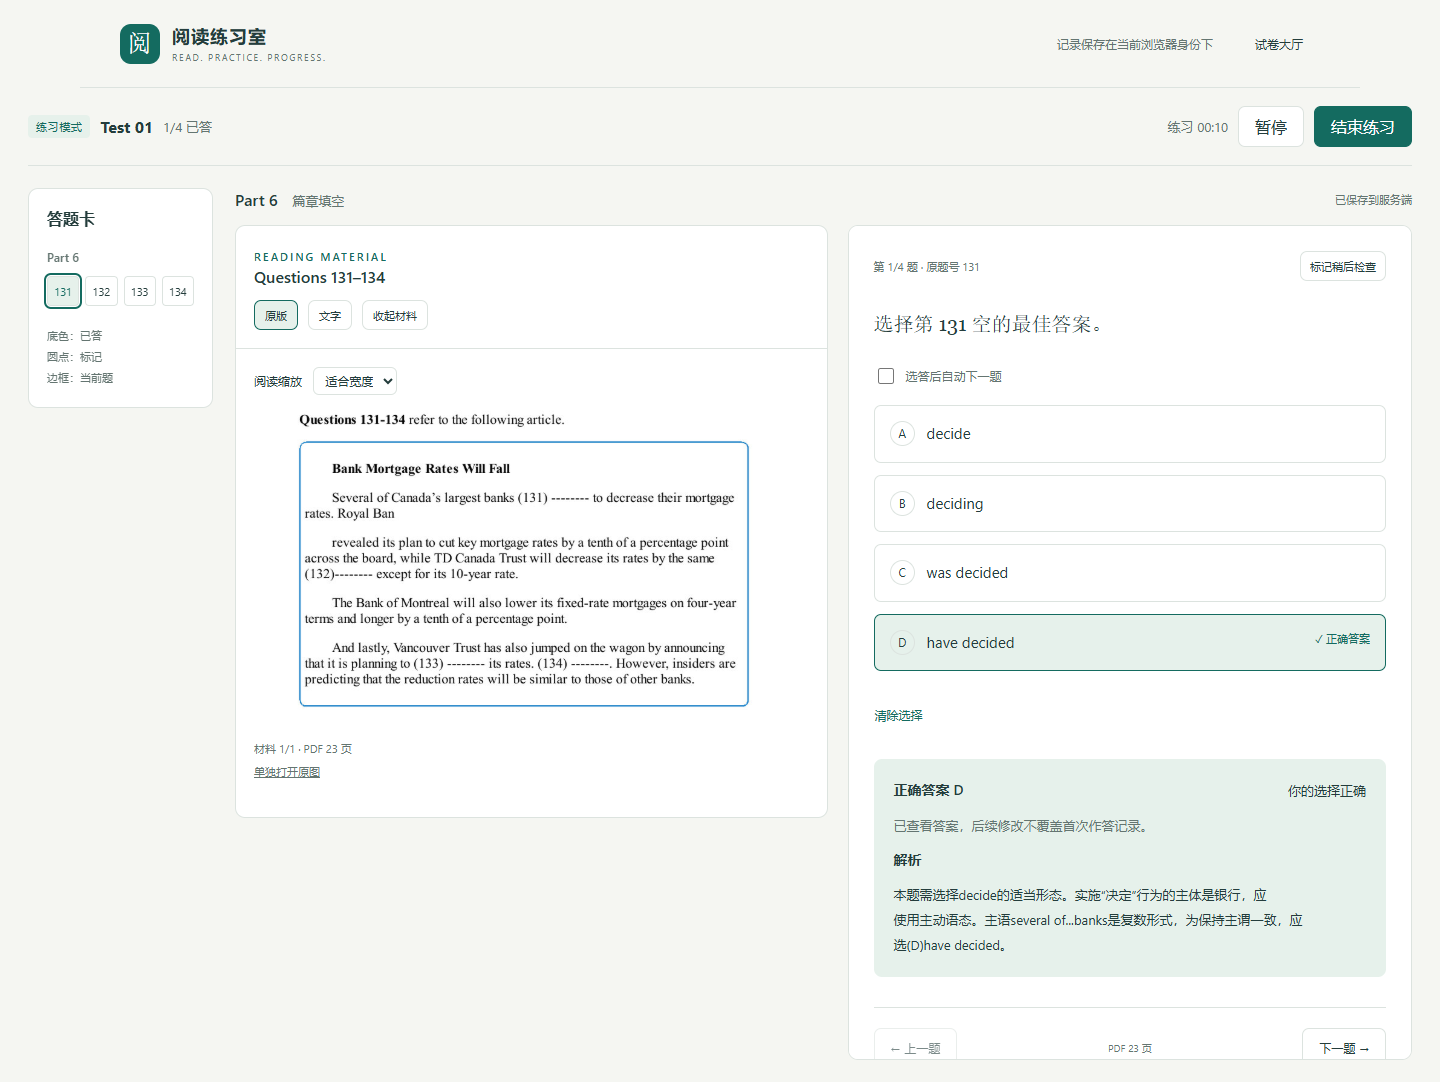 阅
阅读练习室
READ. PRACTICE. PROGRESS.
记录保存在当前浏览器身份下
试卷大厅
练习模式
Test 01
1/4 已答
练习 00:10
暂停
结束练习
答题卡
Part 6
131
132
133
134
底色：已答
圆点：标记
边框：当前题
Part 6
篇章填空
已保存到服务端
READING MATERIAL
Questions 131–134
原版
文字
收起材料
阅读缩放
适合宽度
Questions 131-134 refer to the following article.
Bank Mortgage Rates Will Fall
Several of Canada's largest banks (131) -------- to decrease their mortgage
rates. Royal Ban
revealed its plan to cut key mortgage rates by a tenth of a percentage point
across the board, while TD Canada Trust will decrease its rates by the same
(132)-------- except for its 10-year rate.
The Bank of Montreal will also lower its fixed-rate mortgages on four-year
terms and longer by a tenth of a percentage point.
And lastly, Vancouver Trust has also jumped on the wagon by announcing
that it is planning to (133) -------- its rates. (134) --------. However, insiders are
predicting that the reduction rates will be similar to those of other banks.
材料 1/1 · PDF 23 页
单独打开原图
第 1/4 题 · 原题号 131
标记稍后检查
选择第 131 空的最佳答案。
选答后自动下一题
A decide
B deciding
C was decided
D have decided
✓ 正确答案
清除选择
正确答案 D
你的选择正确
已查看答案，后续修改不覆盖首次作答记录。
解析
本题需选择decide的适当形态。实施“决定”行为的主体是银行，应
使用主动语态。主语several of...banks是复数形式，为保持主谓一致，应
选(D)have decided。
← 上一题
PDF 23 页
下一题 →